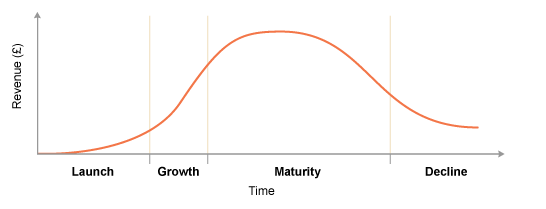 Revenue (£)
Launch
Growth
Maturity
Decline
Time